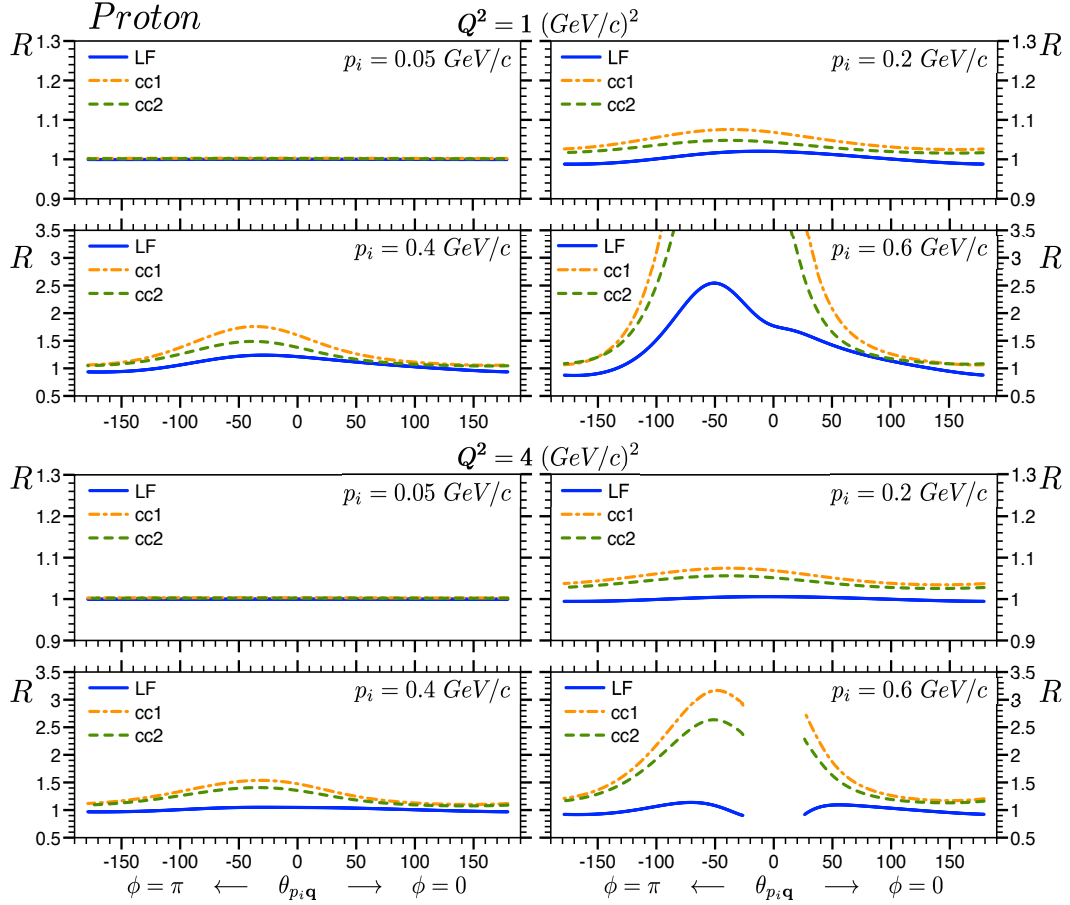 Proton
Q² = 1 (GeV/c)²
R 1.3 1.2 1.1 1 0.9
LF
cc1
cc2
p_i = 0.05 GeV/c
LF
cc1
cc2
p_i = 0.2 GeV/c
1.3 1.2 1.1 1 0.9 R
R 3.5 3 2.5 2 1.5 1 0.5
LF
cc1
cc2
p_i = 0.4 GeV/c
LF
cc1
cc2
p_i = 0.6 GeV/c
3.5 3 2.5 2 1.5 1 0.5 R
-150 -100 -50 0 50 100 150
-150 -100 -50 0 50 100 150
Q² = 4 (GeV/c)²
R 1.3 1.2 1.1 1 0.9
LF
cc1
cc2
p_i = 0.05 GeV/c
LF
cc1
cc2
p_i = 0.2 GeV/c
1.3 1.2 1.1 1 0.9 R
R 3.5 3 2.5 2 1.5 1 0.5
LF
cc1
cc2
p_i = 0.4 GeV/c
LF
cc1
cc2
p_i = 0.6 GeV/c
3.5 3 2.5 2 1.5 1 0.5 R
-150 -100 -50 0 50 100 150
-150 -100 -50 0 50 100 150
ϕ = π ⟵ θ_{p_i q} ⟶ ϕ = 0
ϕ = π ⟵ θ_{p_i q} ⟶ ϕ = 0